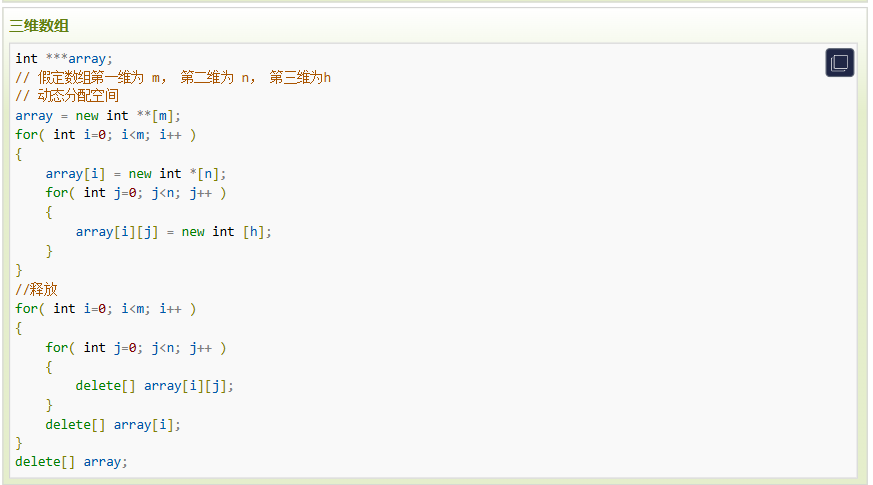 三维数组
int ***array;
// 假定数组第一维为 m， 第二维为 n， 第三维为h
// 动态分配空间
array = new int **[m];
for( int i=0; i<m; i++ )
{
    array[i] = new int *[n];
    for( int j=0; j<n; j++ )
    {
        array[i][j] = new int [h];
    }
}
//释放
for( int i=0; i<m; i++ )
{
    for( int j=0; j<n; j++ )
    {
        delete[] array[i][j];
    }
    delete[] array[i];
}
delete[] array;